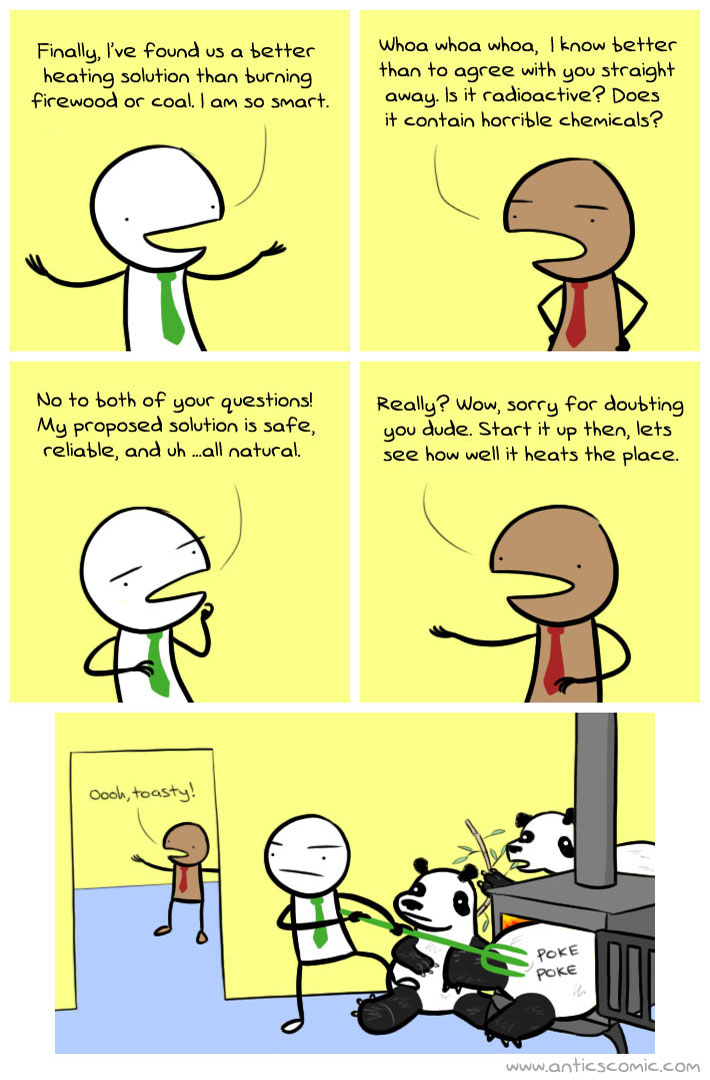 Finally, I've found us a better
heating solution than burning
firewood or coal. I am so smart.
Whoa whoa whoa, I know better
than to agree with you straight
away. Is it radioactive? Does
it contain horrible chemicals?
No to both of your questions!
My proposed solution is safe,
reliable, and uh ...all natural.
Really? Wow, sorry for doubting
you dude. Start it up then, lets
see how well it heats the place.
Oooh, toasty!
POKE
POKE
www.anticscomic.com